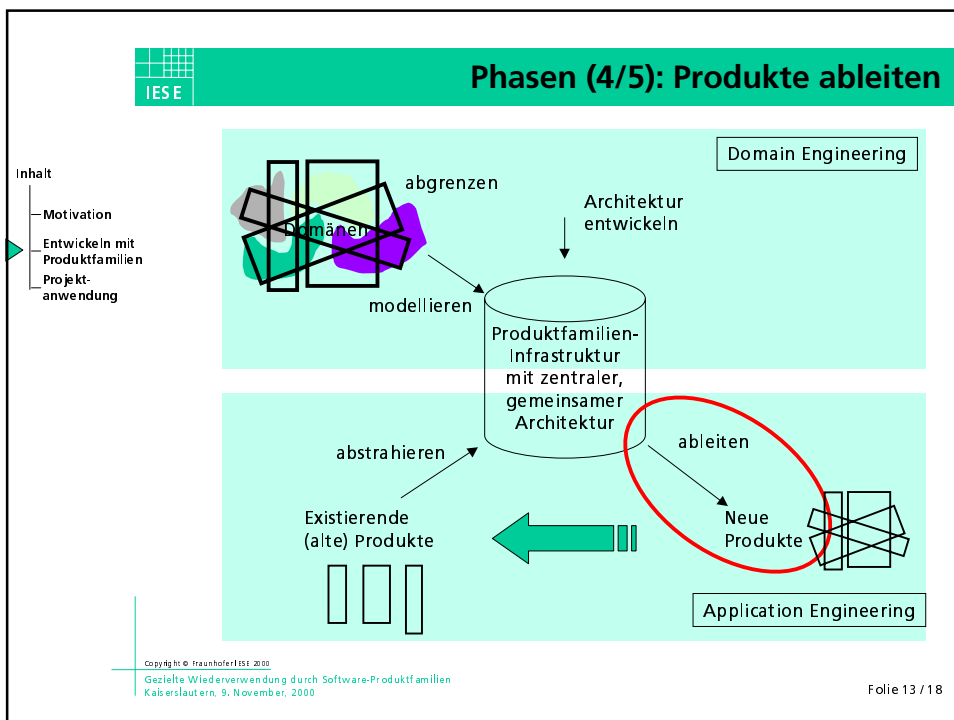 IESE
Phasen (4/5): Produkte ableiten
Inhalt
Motivation
Entwickeln mit
Produktfamilien
Projekt-
anwendung
Domain Engineering
abgrenzen
Architektur
entwickeln
Domänen
modellieren
Produktfamilien-
Infrastruktur
mit zentraler,
gemeinsamer
Architektur
abstrahieren
ableiten
Existierende
(alte) Produkte
Neue
Produkte
Application Engineering
Copyright © Fraunhofer IESE 2000
Gezielte Wiederverwendung durch Software-Produktfamilien
Kaiserslautern, 9. November, 2000
Folie 13 / 18